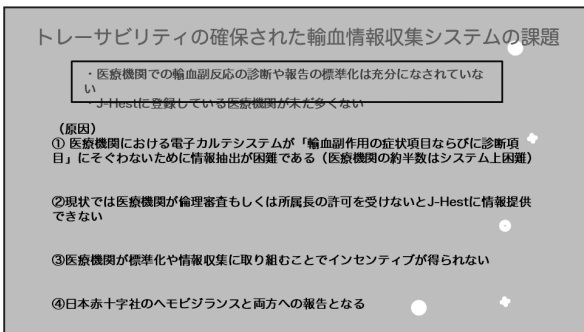 トレーサビリティの確保された輸血情報収集システムの課題
・医療機関での輸血副反応の診断や報告の標準化は充分になされていな
い
・J-Hestに登録している医療機関が未だ多くない
（原因）
① 医療機関における電子カルテシステムが「輸血副作用の症状項目ならびに診断項
目」にそぐわないために情報抽出が困難である（医療機関の約半数はシステム上困難）
②現状では医療機関が倫理審査もしくは所属長の許可を受けないとJ-Hestに情報提供
できない
③医療機関が標準化や情報収集に取り組むことでインセンティブが得られない
④日本赤十字社のヘモビジランスと両方への報告となる